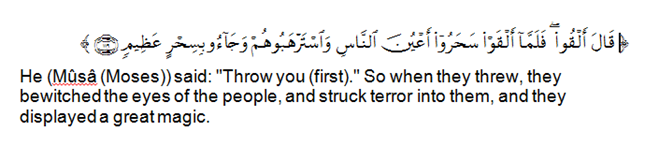 ﴿ قَالَ أَلْقُوا۟ ۖ فَلَمَّآ أَلْقَوْا۟ سَحَرُوٓا۟ أَعْيُنَ ٱلنَّاسِ وَٱسْتَرْهَبُوهُمْ وَجَآءُو بِسِحْرٍ عَظِيمٍ ﴾
He (Mûsâ (Moses)) said: "Throw you (first)." So when they threw, they
bewitched the eyes of the people, and struck terror into them, and they
displayed a great magic.